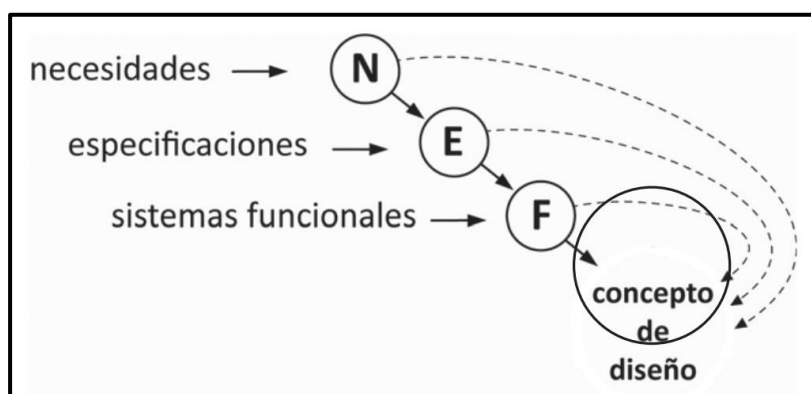 necesidades
N
especificaciones
E
sistemas funcionales
F
concepto
de
diseño